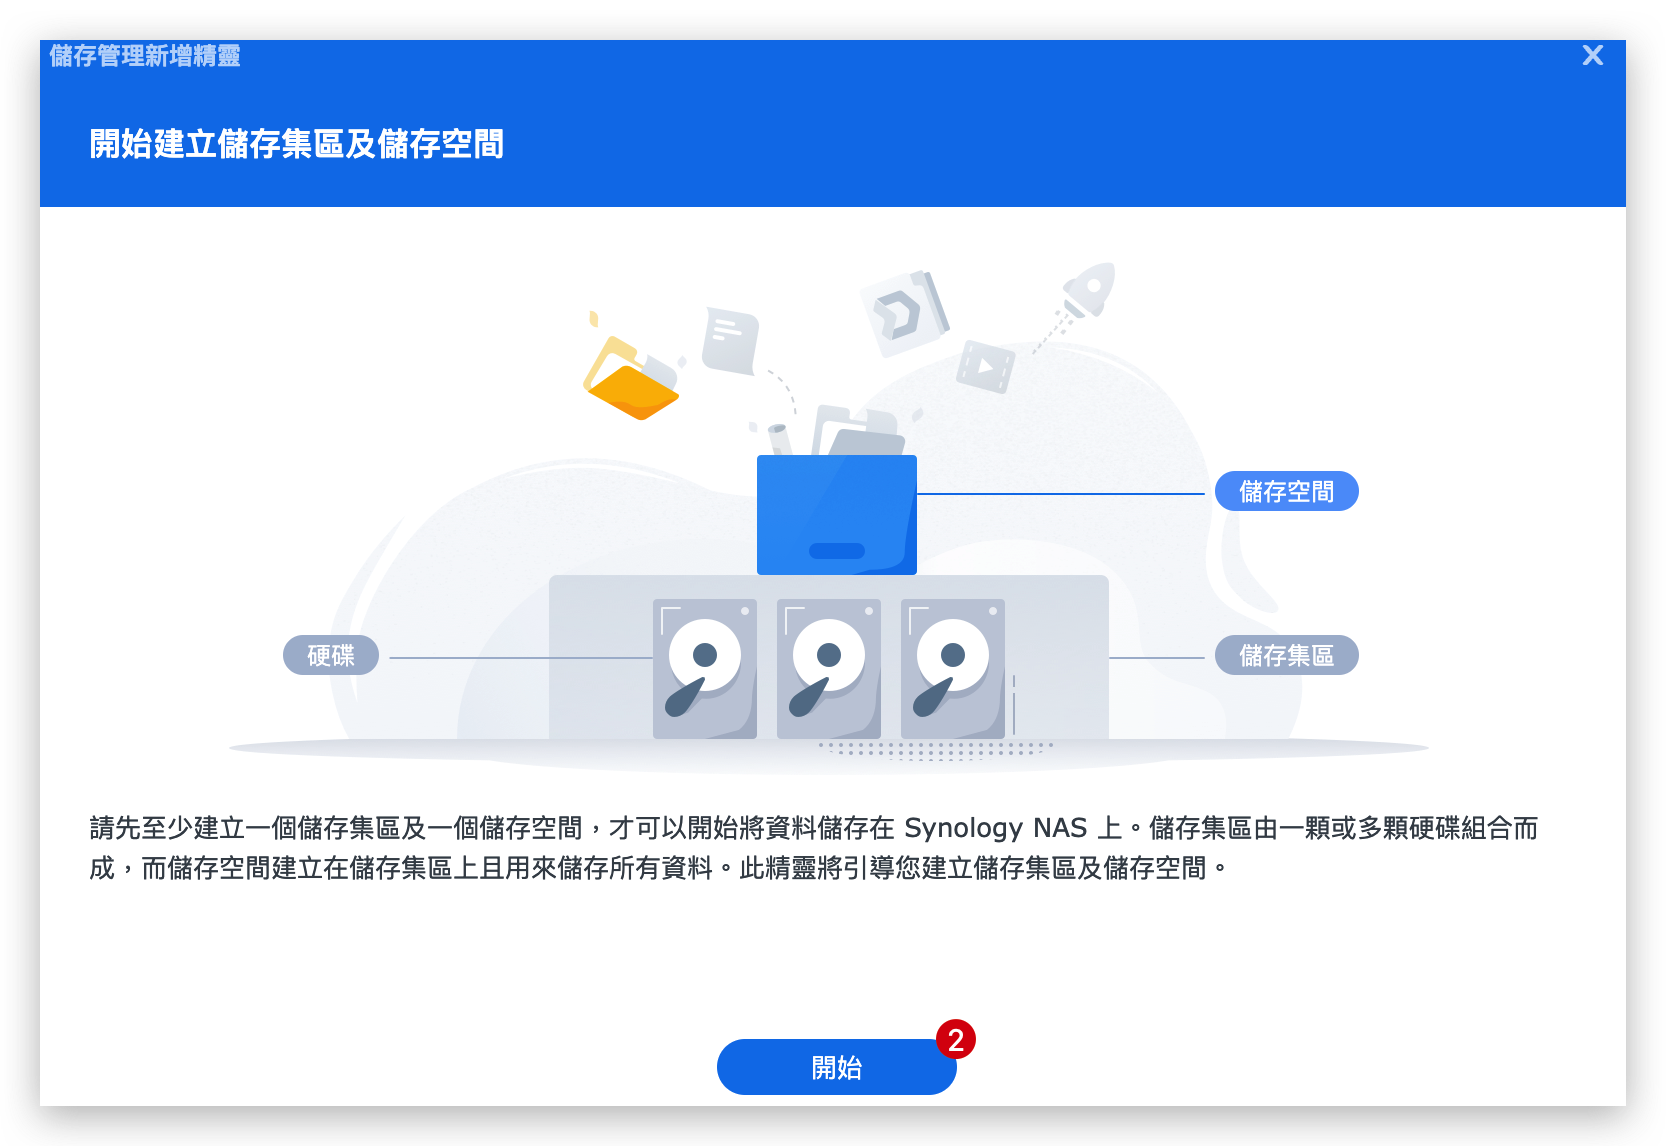 儲存管理新增精靈
X
開始建立儲存集區及儲存空間
儲存空間
硬碟
儲存集區
請先至少建立一個儲存集區及一個儲存空間，才可以開始將資料儲存在 Synology NAS 上。儲存集區由一顆或多顆硬碟組合而
成，而儲存空間建立在儲存集區上且用來儲存所有資料。此精靈將引導您建立儲存集區及儲存空間。
2
開始